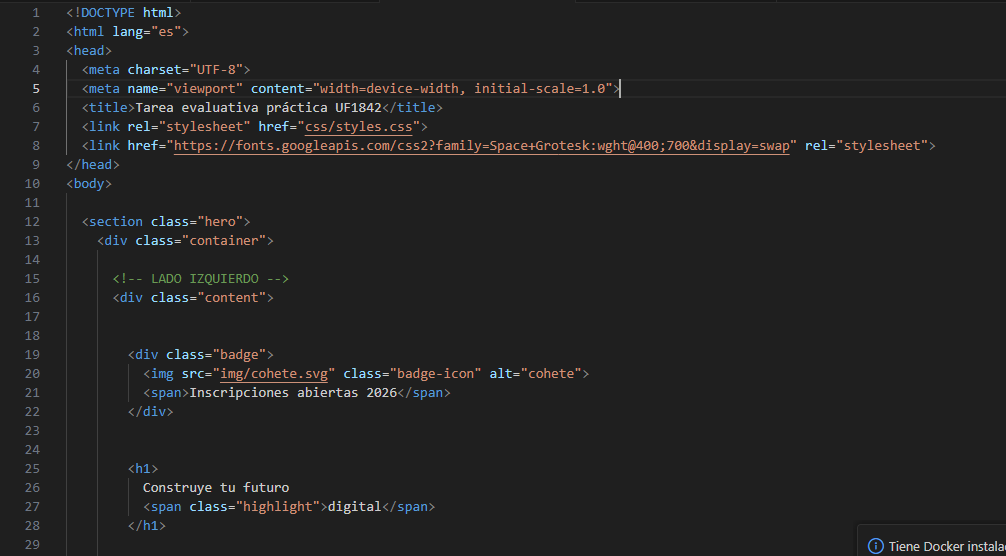 1 <!DOCTYPE html>
2 <html lang="es">
3 <head>
4 <meta charset="UTF-8">
5 <meta name="viewport" content="width=device-width, initial-scale=1.0">
6 <title>Tarea evaluativa práctica UF1842</title>
7 <link rel="stylesheet" href="css/styles.css">
8 <link href="https://fonts.googleapis.com/css2?family=Space+Grotesk:wght@400;700&display=swap" rel="stylesheet">
9 </head>
10 <body>
11
12 <section class="hero">
13 <div class="container">
14
15 <!-- LADO IZQUIERDO -->
16 <div class="content">
17
18
19 <div class="badge">
20 <img src="img/cohete.svg" class="badge-icon" alt="cohete">
21 <span>Inscripciones abiertas 2026</span>
22 </div>
23
24
25 <h1>
26 Construye tu futuro
27 <span class="highlight">digital</span>
28 </h1>
29
Tiene Docker instala